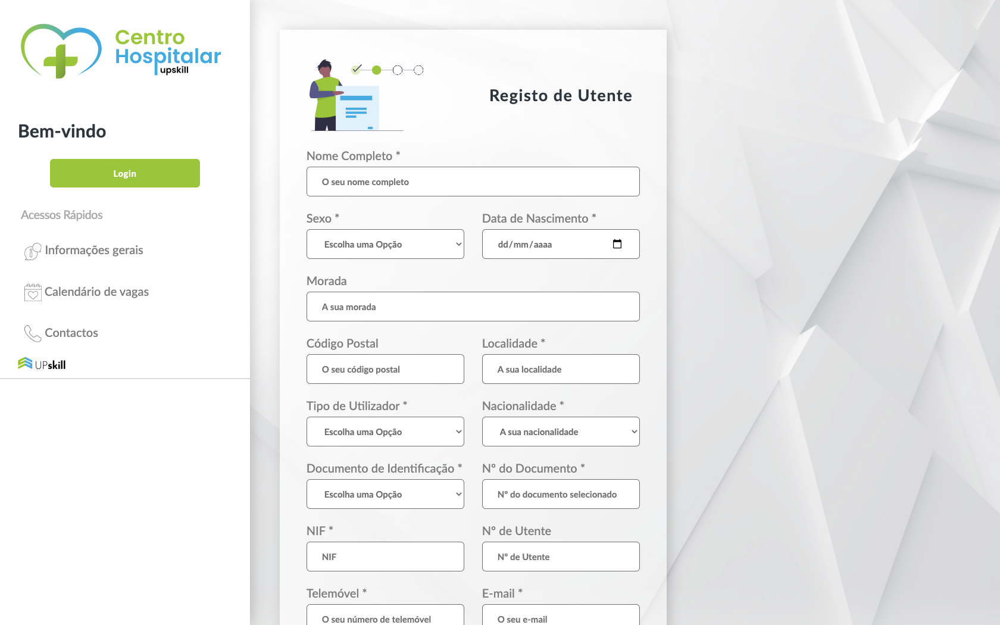 Centro
Hospitalar
upskill
Bem-vindo
Login
Acessos Rápidos
Informações gerais
Calendário de vagas
Contactos
UPskill
Registo de Utente
Nome Completo *
O seu nome completo
Sexo *
Data de Nascimento *
Escolha uma Opção
dd/mm/aaaa
Morada
A sua morada
Código Postal
Localidade *
O seu código postal
A sua localidade
Tipo de Utilizador *
Nacionalidade *
Escolha uma Opção
A sua nacionalidade
Documento de Identificação *
Nº do Documento *
Escolha uma Opção
Nº do documento selecionado
NIF *
Nº de Utente
NIF
Nº de Utente
Telemóvel *
E-mail *
O seu número de telemóvel
O seu e-mail